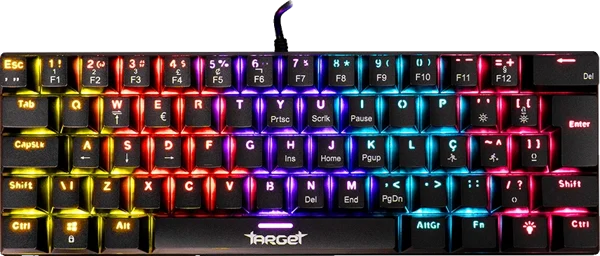 Esc 1! 2@ 3# 4$ 5% 6¨ 7& 8* 9( 0) -_ =+
F1 F2 F3 F4 F5 F6 F7 F8 F9 F10 F11 F12 Del
Tab Q W E R T Y U I O P
€ Prtsc Scrlk Pause Enter
CapsLk A S D F G H J K L Ç
Ins Home Pgup
Shift \| Z X C V B N M ,< .> ;: /? Shift
Del End PgDn
Ctrl Alt TARGET AltGr Fn Ctrl